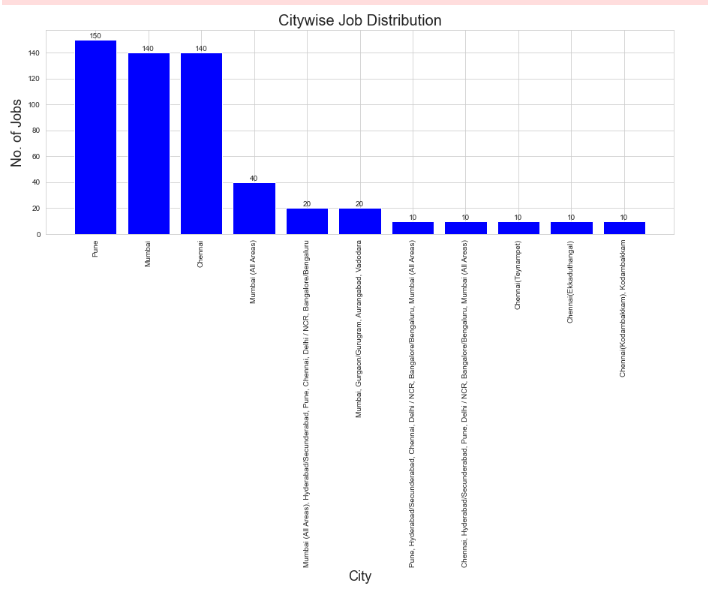 Citywise Job Distribution
No. of Jobs
140
120
100
80
60
40
20
0
150
140
140
40
20
20
10
10
10
10
10
Pune
Mumbai
Chennai
Mumbai (All Areas)
Mumbai (All Areas), Hyderabad/Secunderabad, Pune, Chennai, Delhi / NCR, Bangalore/Bengaluru
Mumbai, Gurgaon/Gurugram, Aurangabad, Vadodara
Pune, Hyderabad/Secunderabad, Chennai, Delhi / NCR, Bangalore/Bengaluru, Mumbai (All Areas)
Chennai, Hyderabad/Secunderabad, Pune, Delhi / NCR, Bangalore/Bengaluru, Mumbai (All Areas)
Chennai(Teynampet)
Chennai(Ekkaduthangal)
Chennai(Kodambakkam), Kodambakkam
City